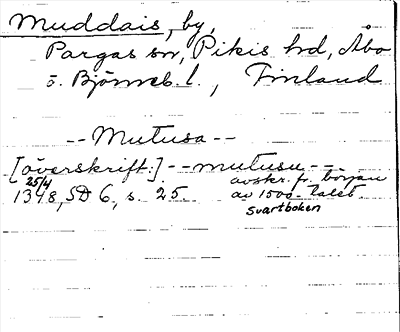 Muddais, by,
Pargas sn, Pikis hd, Åbo
o. Björneb. l., Finland
-- Mutusa --
[överskrift:] -- mutusu --
25/4 avskr. fr. början
1348, SD 6, s. 25. av 1500-talet.
Svartboken